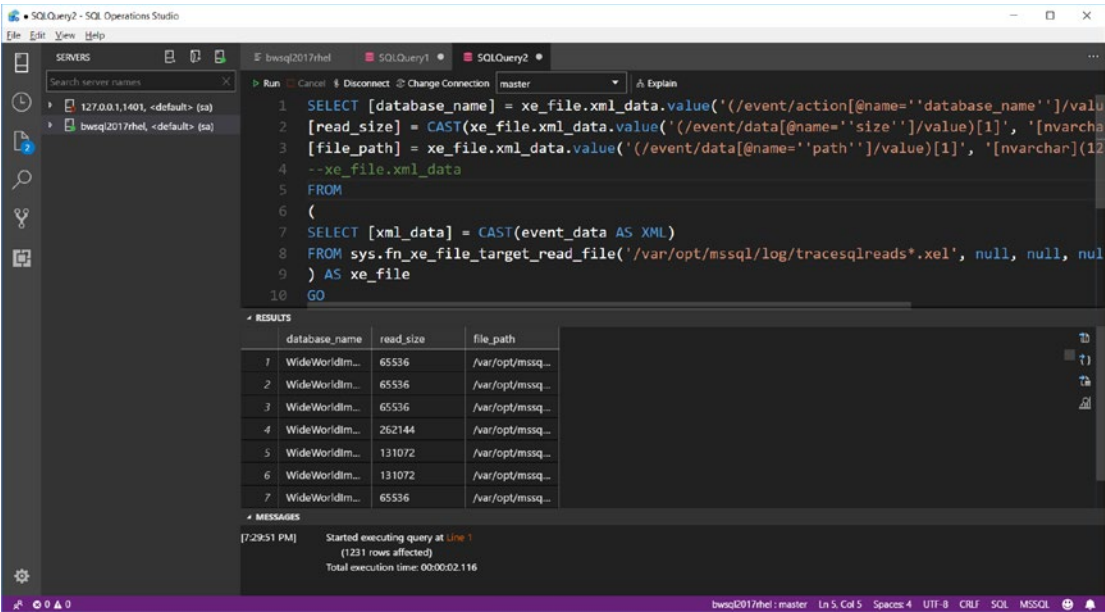 ● SQLQuery2 - SQL Operations Studio
File Edit View Help
SERVERS
Search server names
127.0.0.1,1401, <default> (sa)
bwsql2017rhel, <default> (sa)
2
bwsql2017rhel SQLQuery1 ● SQLQuery2 ●
Run Cancel Disconnect Change Connection master Explain
1 SELECT [database_name] = xe_file.xml_data.value('(/event/action[@name=''database_name'']/valu
2 [read_size] = CAST(xe_file.xml_data.value('(/event/data[@name=''size'']/value)[1]', '[nvarcha
3 [file_path] = xe_file.xml_data.value('(/event/data[@name=''path'']/value)[1]', '[nvarchar](12
4 --xe_file.xml_data
5 FROM
6 (
7 SELECT [xml_data] = CAST(event_data AS XML)
8 FROM sys.fn_xe_file_target_read_file('/var/opt/mssql/log/tracesqlreads*.xel', null, null, nul
9 ) AS xe_file
10 GO
RESULTS
database_name read_size file_path
1 WideWorldIm... 65536 /var/opt/mssq...
2 WideWorldIm... 65536 /var/opt/mssq...
3 WideWorldIm... 65536 /var/opt/mssq...
4 WideWorldIm... 262144 /var/opt/mssq...
5 WideWorldIm... 131072 /var/opt/mssq...
6 WideWorldIm... 131072 /var/opt/mssq...
7 WideWorldIm... 65536 /var/opt/mssq...
MESSAGES
[7:29:51 PM] Started executing query at Line 1
(1231 rows affected)
Total execution time: 00:00:02.116
0 0 bwsql2017rhel : master Ln 5, Col 5 Spaces: 4 UTF-8 CRLF SQL MSSQL